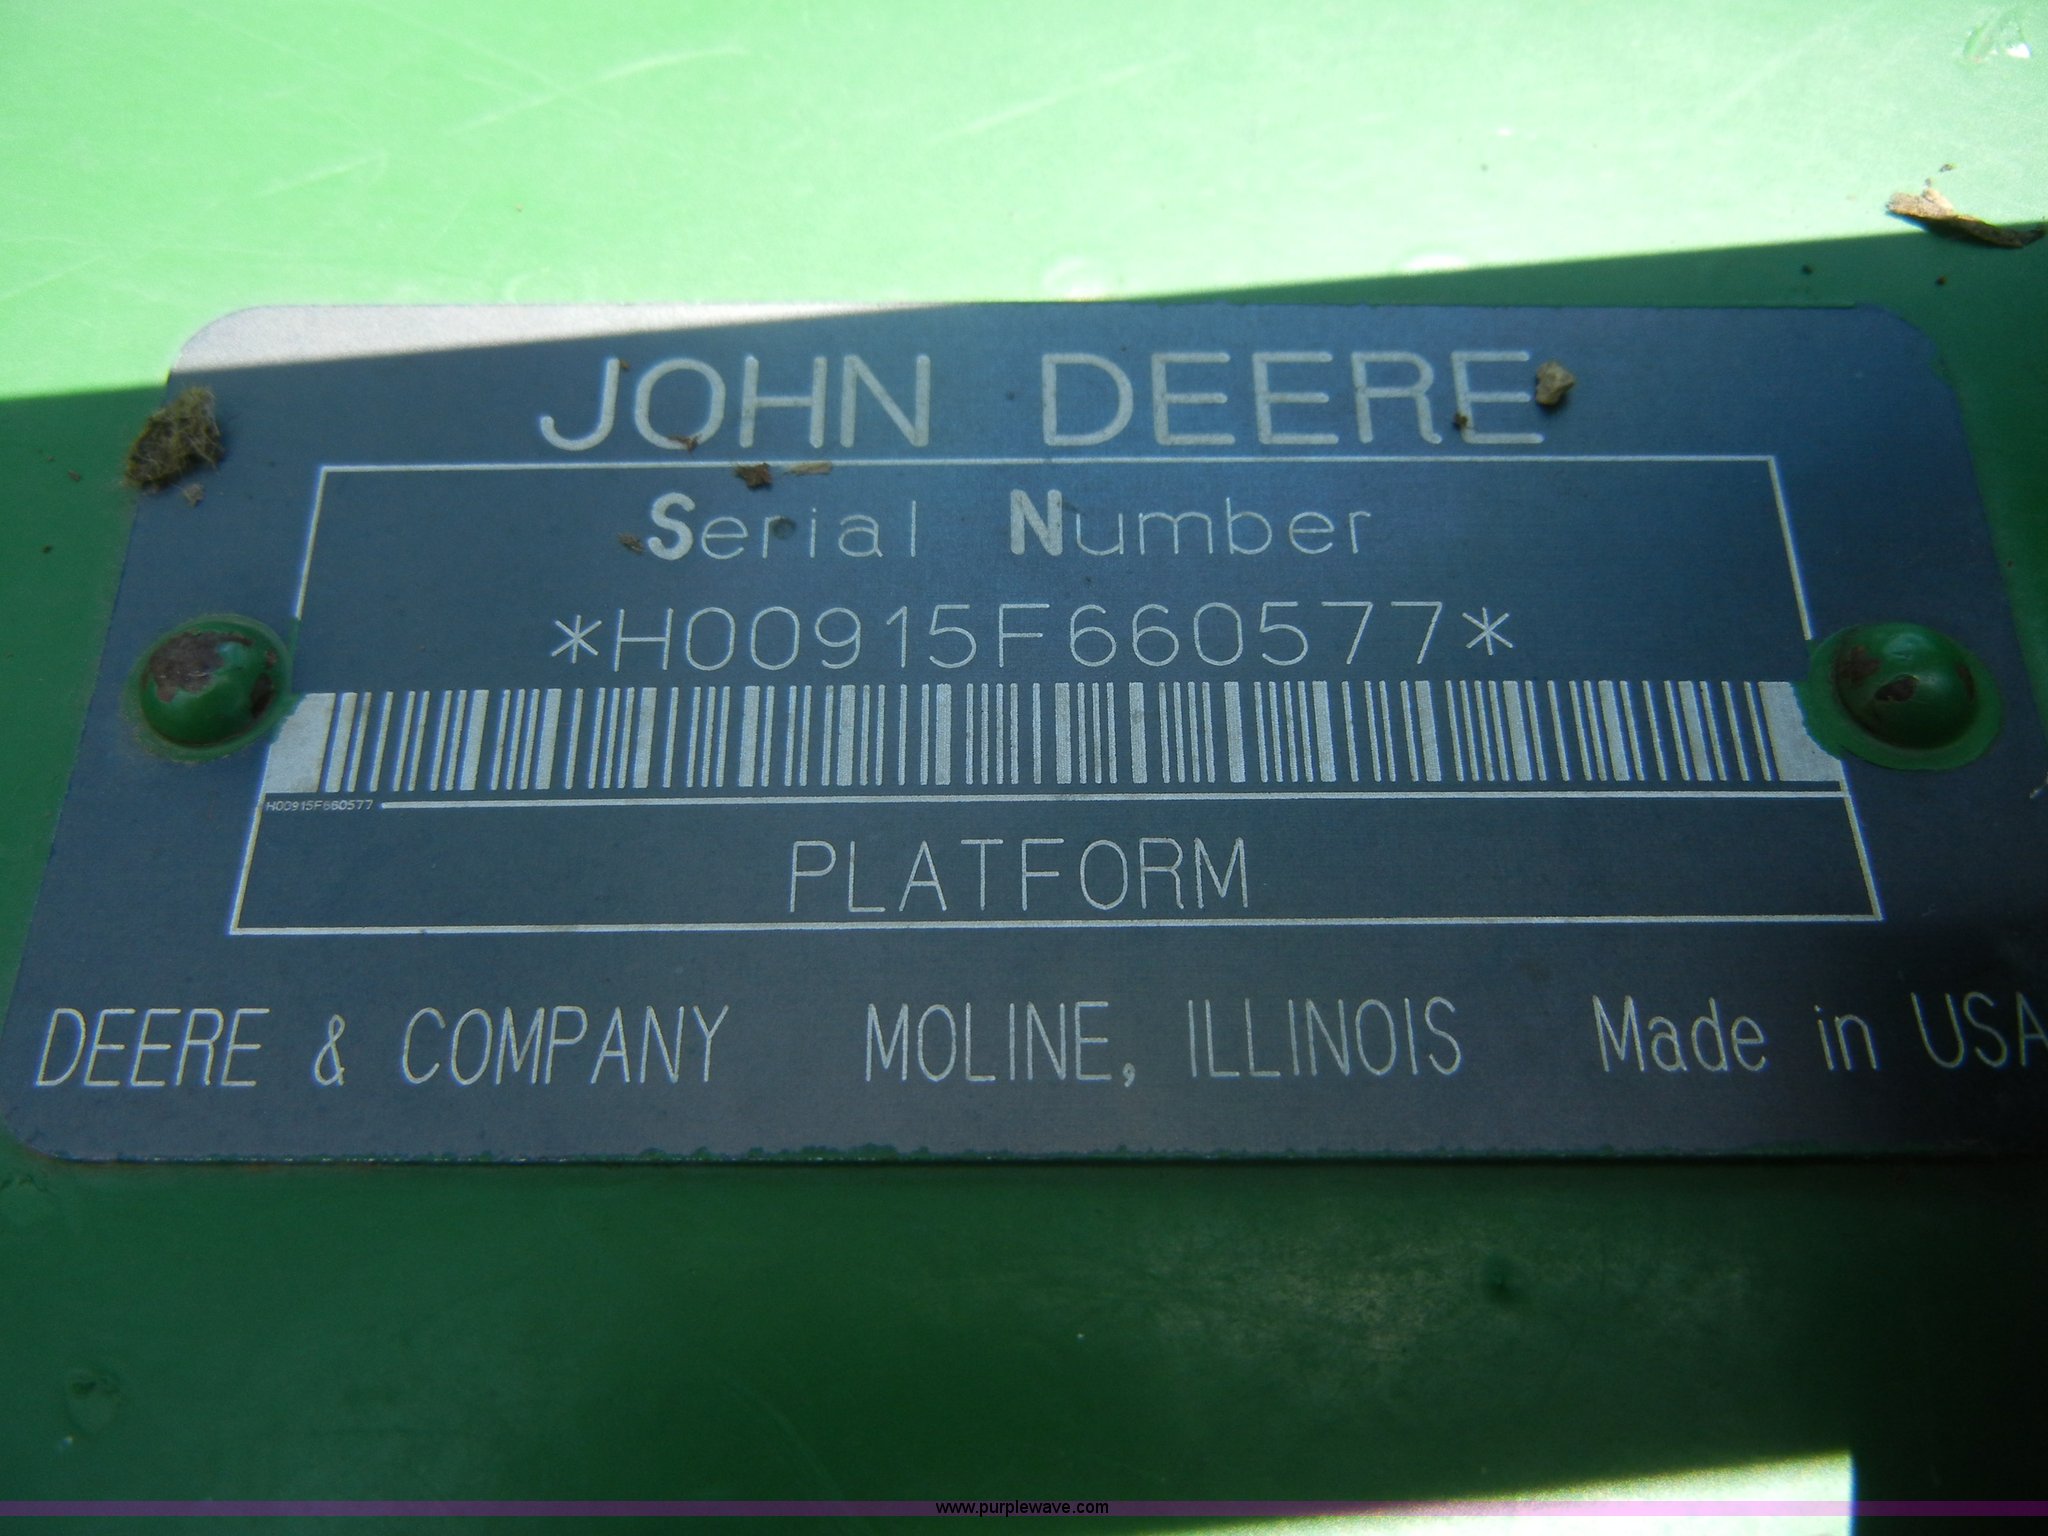 JOHN DEERE
Serial Number
*H00915F660577*
H00915F660577
PLATFORM
DEERE & COMPANY MOLINE, ILLINOIS Made in USA
www.purplewave.com